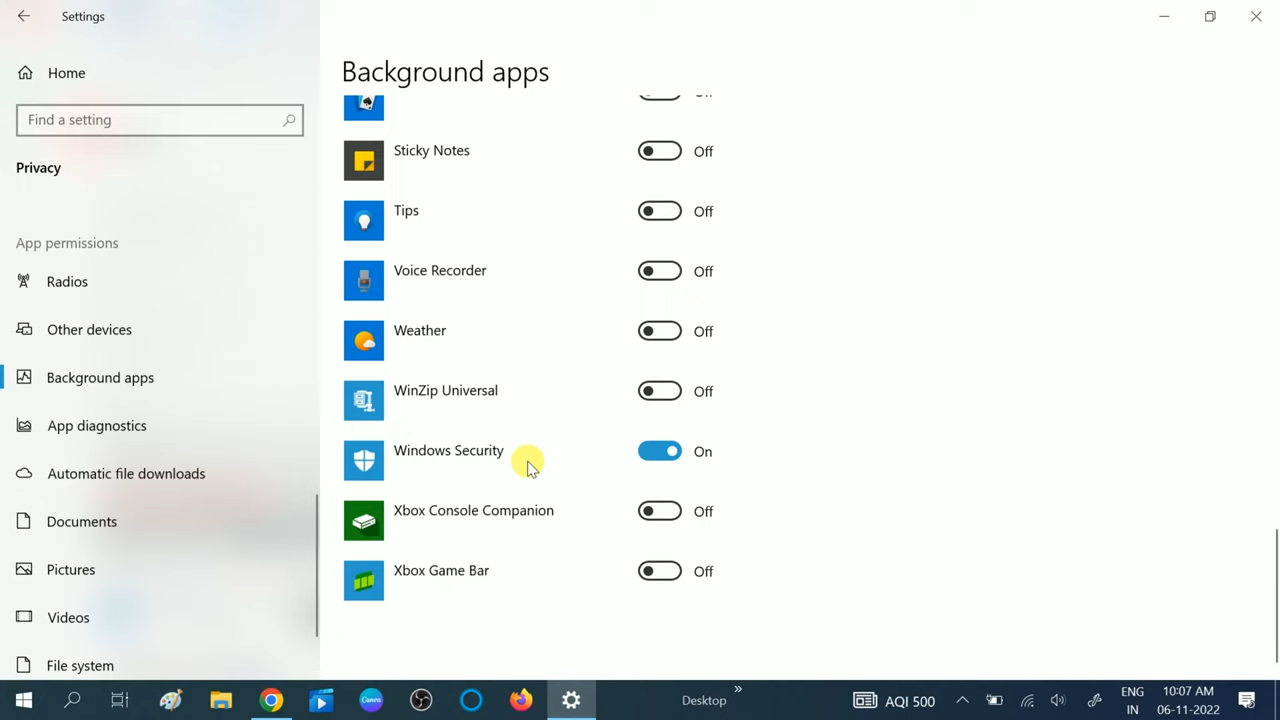 Settings
Home
Find a setting
Privacy
App permissions
Radios
Other devices
Background apps
App diagnostics
Automatic file downloads
Documents
Pictures
Videos
File system
Background apps
Sticky Notes Off
Tips Off
Voice Recorder Off
Weather Off
WinZip Universal Off
Windows Security On
Xbox Console Companion Off
Xbox Game Bar Off
Canva
Desktop
AQI 500
ENG
IN
10:07 AM
06-11-2022